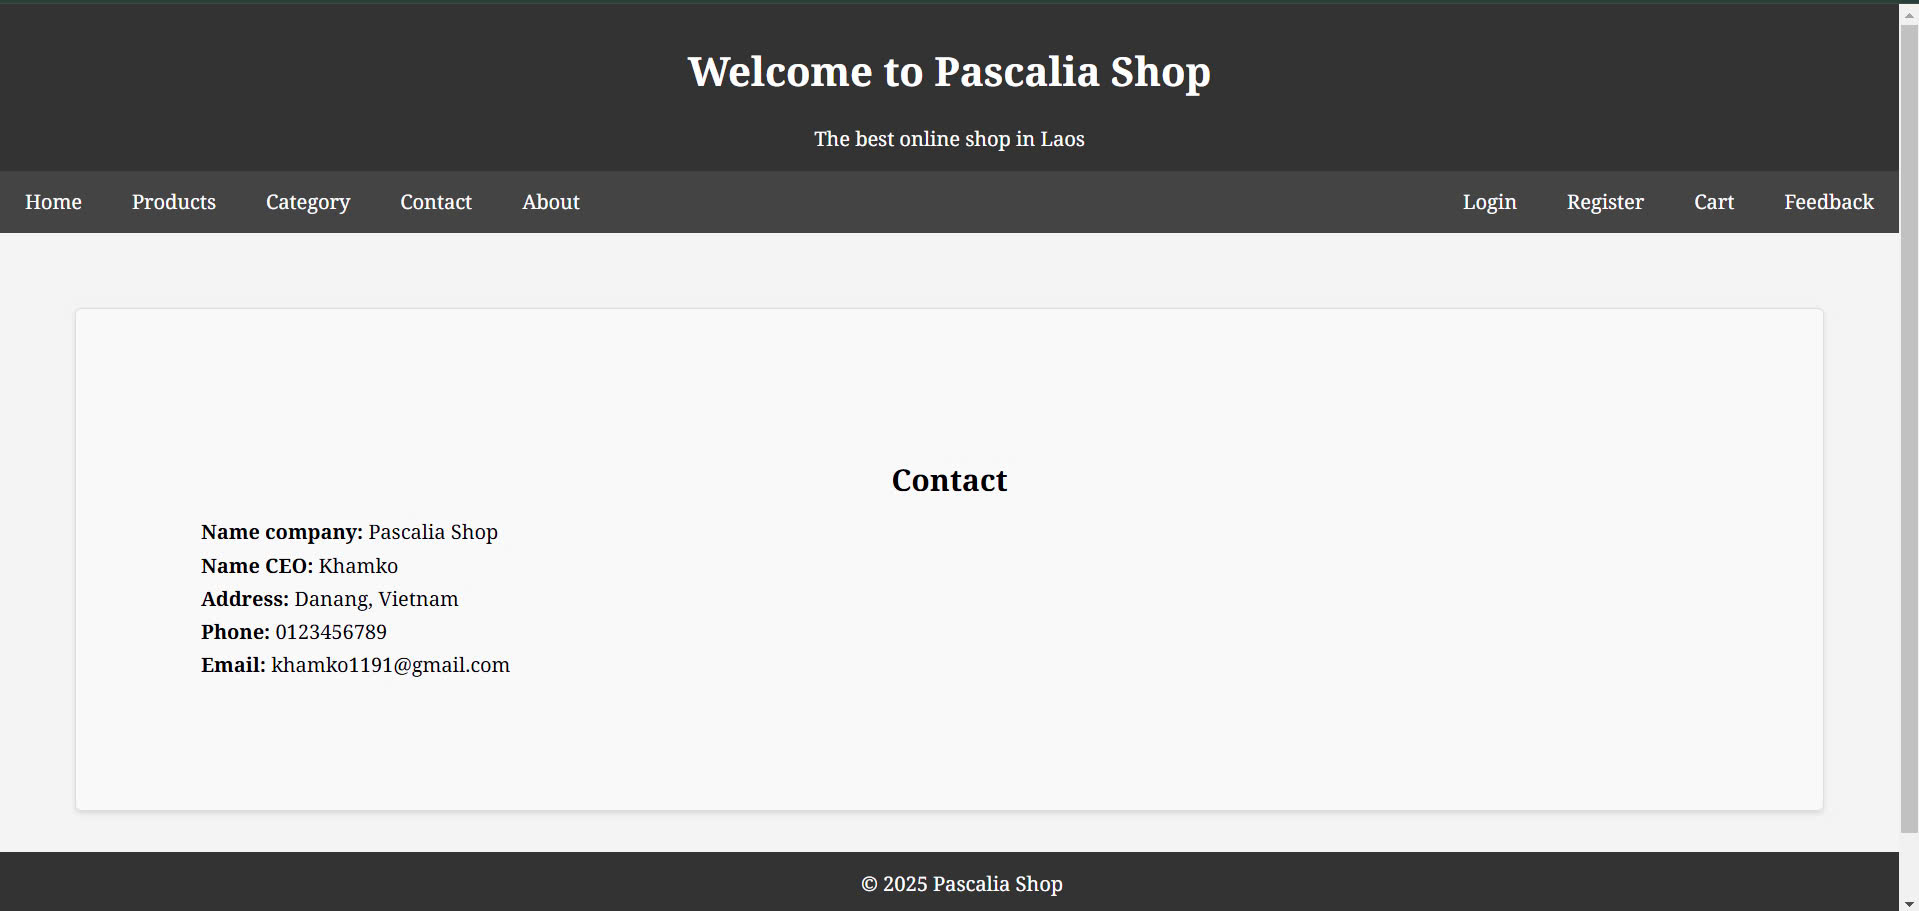 Welcome to Pascalia Shop
The best online shop in Laos
Home Products Category Contact About Login Register Cart Feedback
Contact
Name company: Pascalia Shop
Name CEO: Khamko
Address: Danang, Vietnam
Phone: 0123456789
Email: khamko1191@gmail.com
© 2025 Pascalia Shop